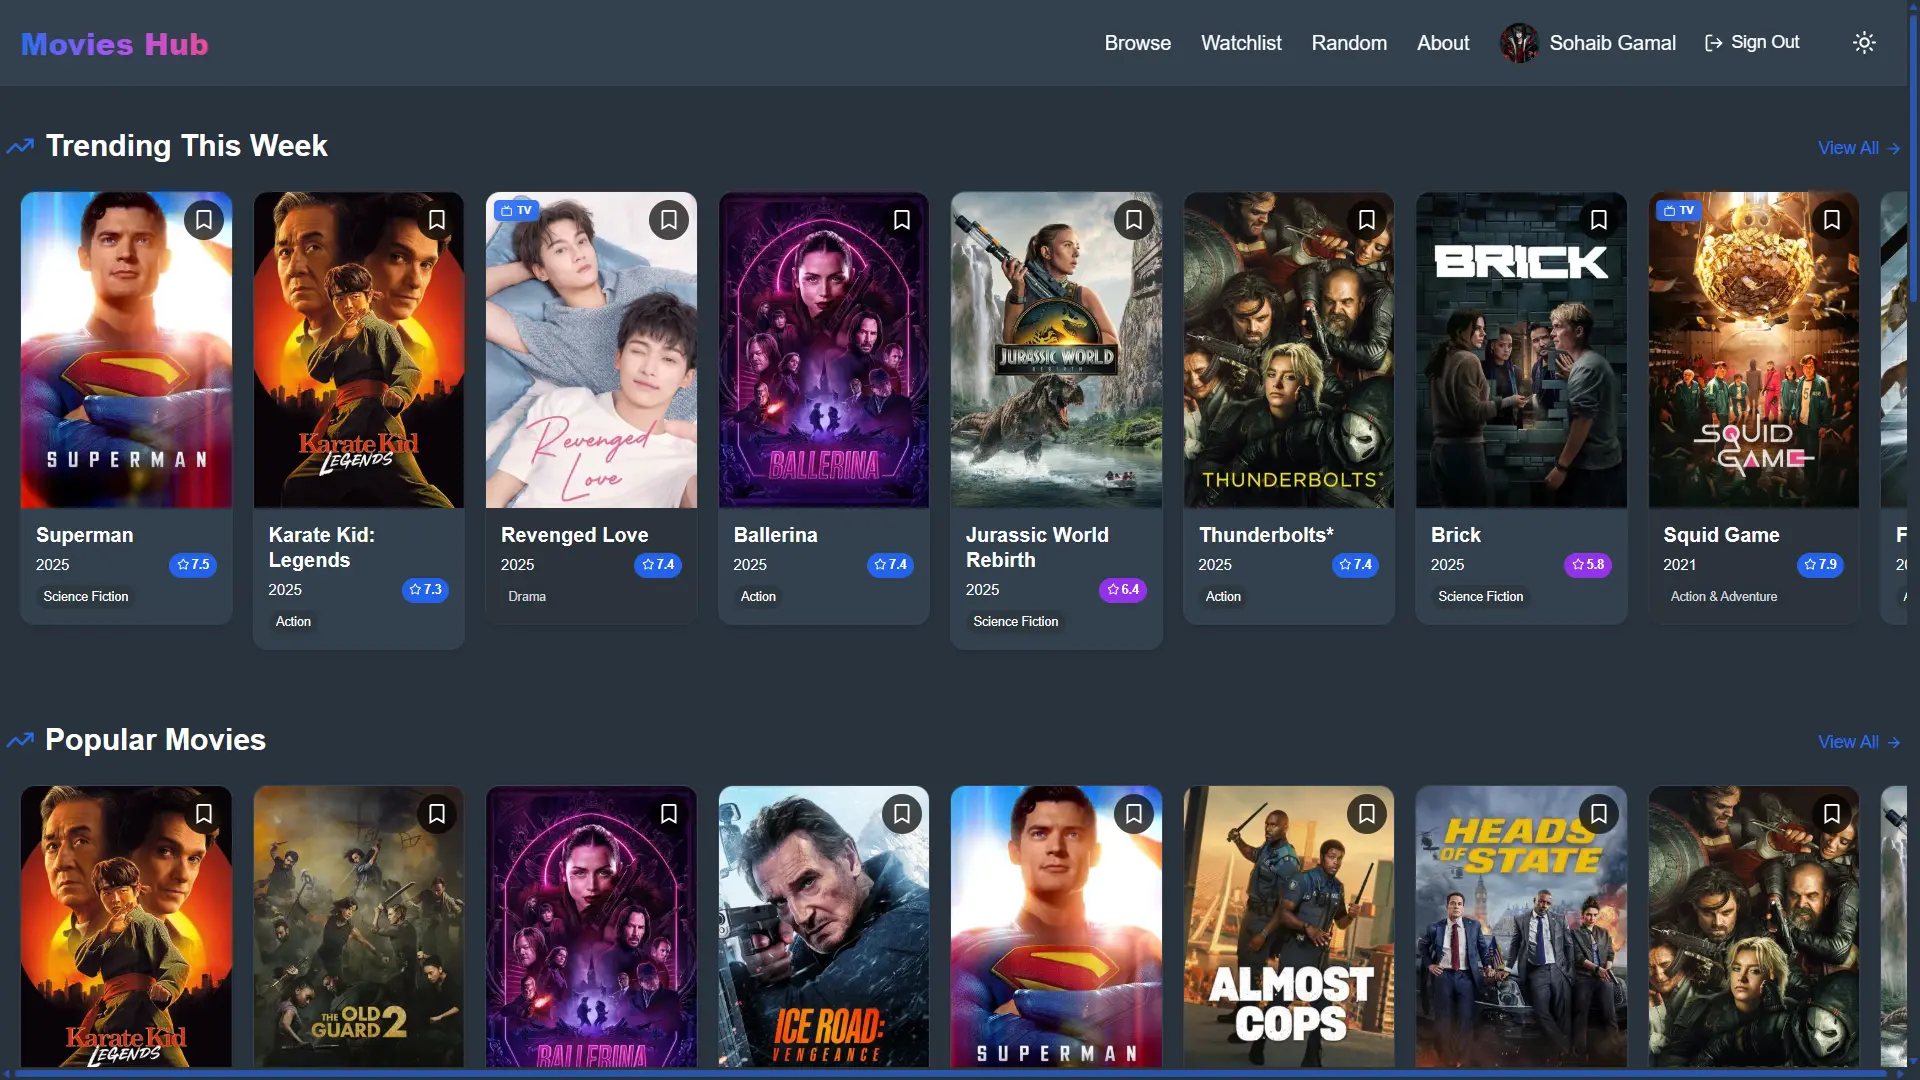 Movies Hub
Browse
Watchlist
Random
About
Sohaib Gamal
Sign Out
Trending This Week
View All
SUPERMAN
Karate Kid
LEGENDS
TV
Revenged
Love
BALLERINA
JURASSIC WORLD
REBIRTH
THUNDERBOLTS*
BRICK
TV
SQUID
GAME
Superman
2025
7.5
Science Fiction
Karate Kid:
Legends
2025
7.3
Action
Revenged Love
2025
7.4
Drama
Ballerina
2025
7.4
Action
Jurassic World
Rebirth
2025
6.4
Science Fiction
Thunderbolts*
2025
7.4
Action
Brick
2025
5.8
Science Fiction
Squid Game
2021
7.9
Action & Adventure
F
Popular Movies
View All
Karate Kid
LEGENDS
THE OLD
GUARD 2
BALLERINA
ICE ROAD:
VENGEANCE
SUPERMAN
ALMOST
COPS
HEADS
OF STATE